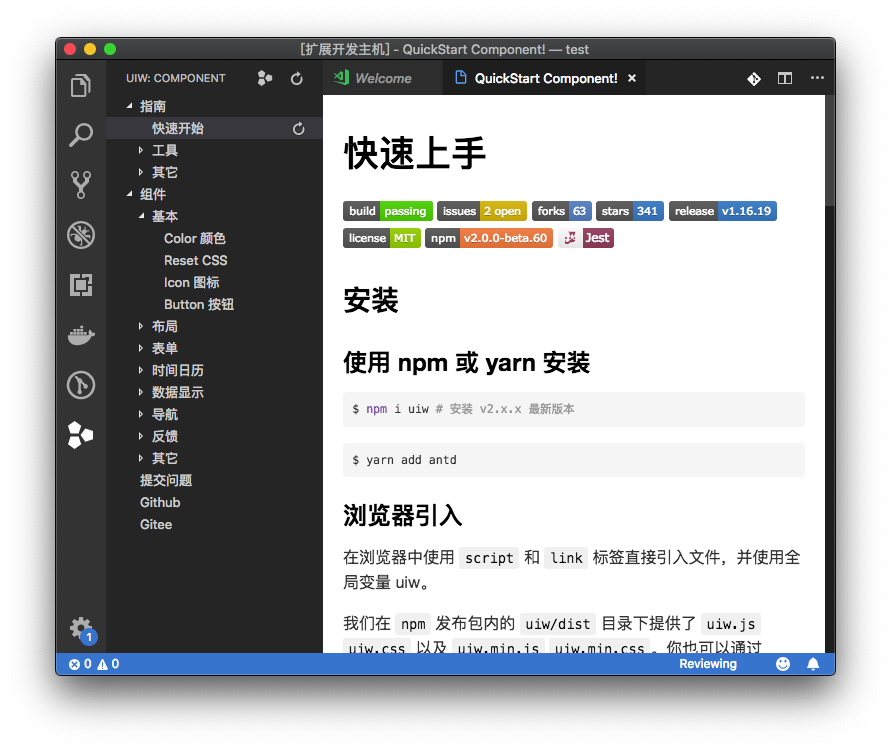 [扩展开发主机] - QuickStart Component! — test
UIW: COMPONENT
指南
快速开始
工具
其它
组件
基本
Color 颜色
Reset CSS
Icon 图标
Button 按钮
布局
表单
时间日历
数据显示
导航
反馈
其它
提交问题
Github
Gitee
1
Welcome
QuickStart Component!
快速上手
build passing issues 2 open forks 63 stars 341 release v1.16.19
license MIT npm v2.0.0-beta.60 Jest
安装
使用 npm 或 yarn 安装
$ npm i uiw # 安装 v2.x.x 最新版本
$ yarn add antd
浏览器引入
在浏览器中使用 script 和 link 标签直接引入文件，并使用全
局变量 uiw。
我们在 npm 发布包内的 uiw/dist 目录下提供了 uiw.js
uiw.css 以及 uiw.min.js uiw.min.css 。你也可以通过
0 0
Reviewing